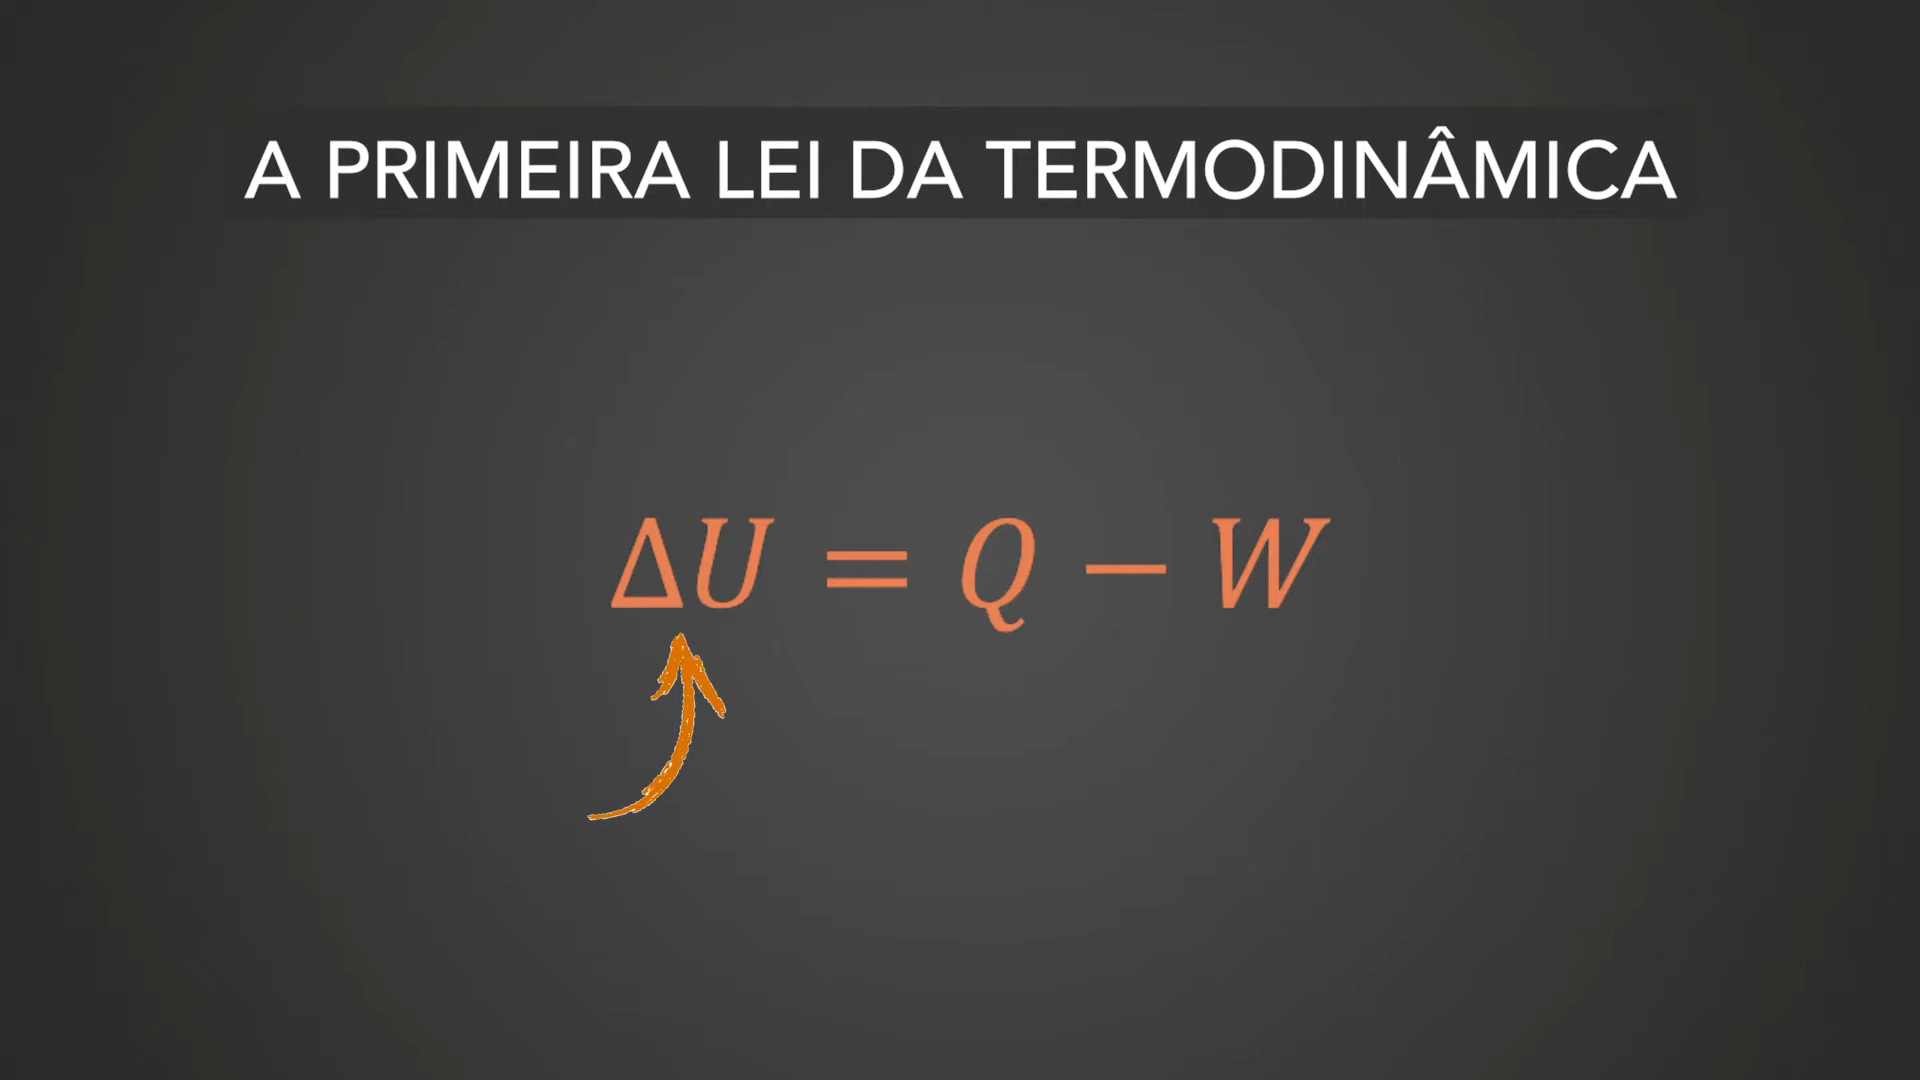 A PRIMEIRA LEI DA TERMODINÂMICA
ΔU = Q − W